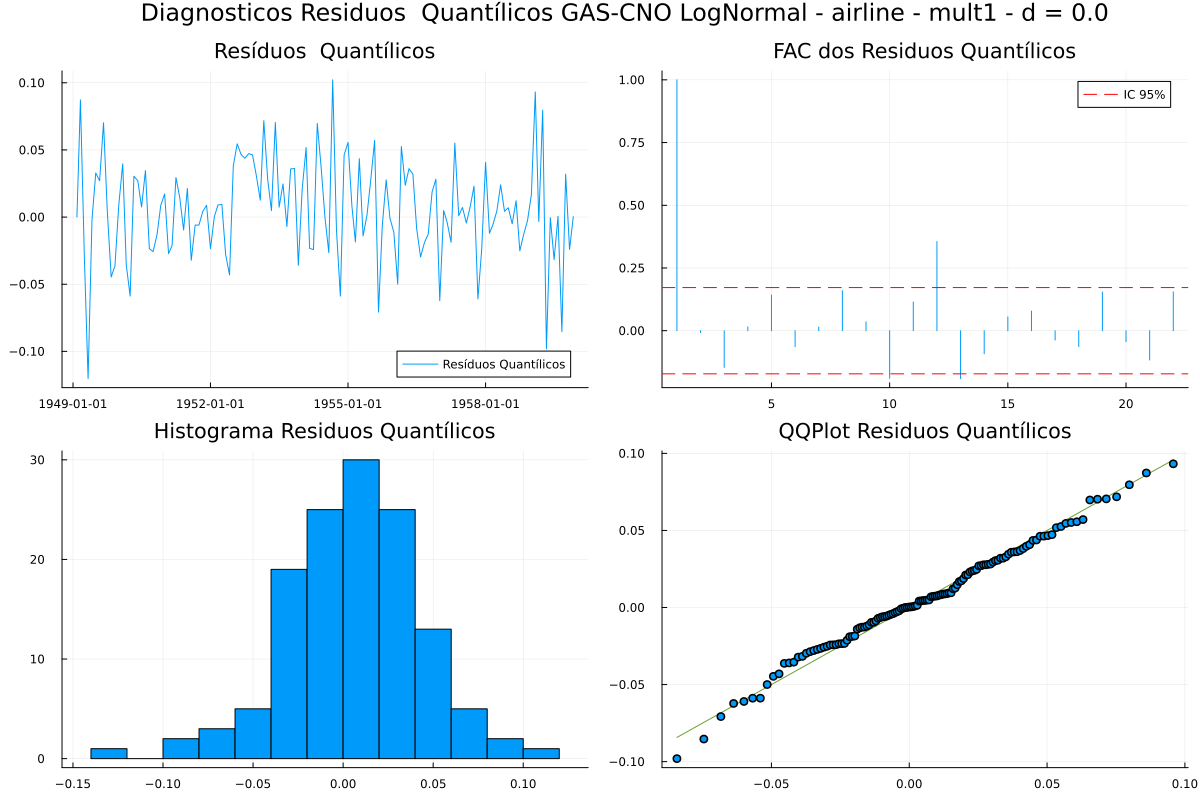 Diagnosticos Residuos  Quantílicos GAS-CNO LogNormal - airline - mult1 - d = 0.0
Resíduos  Quantílicos
0.10
0.05
0.00
−0.05
−0.10
Resíduos Quantílicos
1949-01-01 1952-01-01 1955-01-01 1958-01-01
FAC dos Residuos Quantílicos
1.00
0.75
0.50
0.25
0.00
IC 95%
5 10 15 20
Histograma Residuos Quantílicos
30
20
10
0
−0.15 −0.10 −0.05 0.00 0.05 0.10
QQPlot Residuos Quantílicos
0.10
0.05
0.00
−0.05
−0.10
−0.05 0.00 0.05 0.10